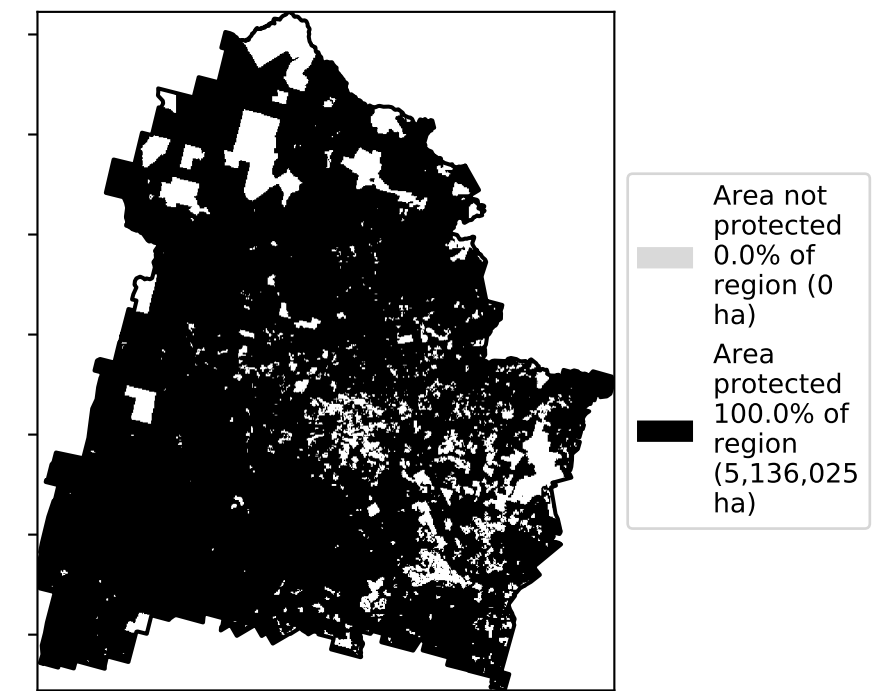 Area not
protected
0.0% of
region (0
ha)
Area
protected
100.0% of
region
(5,136,025
ha)